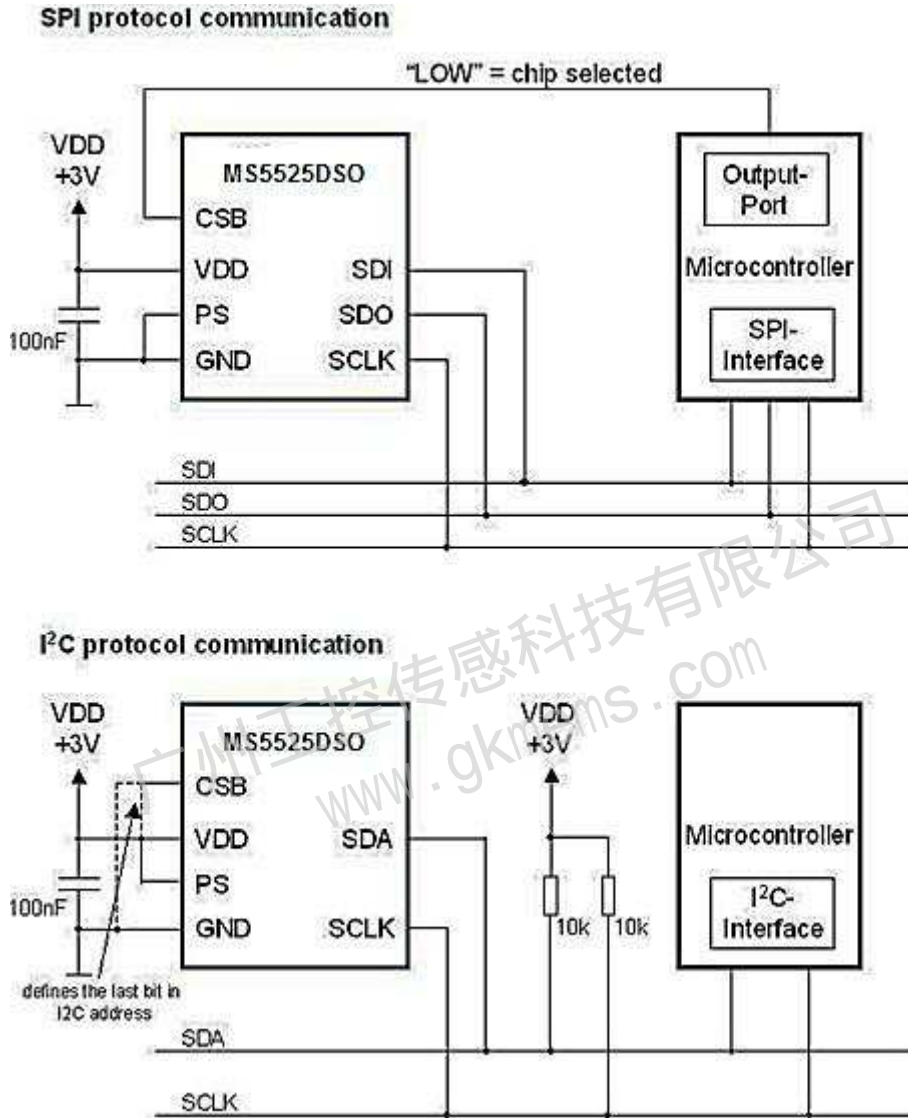 SPI protocol communication
"LOW" = chip selected
VDD
+3V
100nF
MS5525DSO
CSB
VDD
PS
GND
SDI
SDO
SCLK
Output-
Port
Microcontroller
SPI-
Interface
SDI
SDO
SCLK
I²C protocol communication
VDD
+3V
100nF
MS5525DSO
CSB
VDD
PS
GND
SDA
SCLK
defines the last bit in
I2C address
VDD
+3V
10k
10k
Microcontroller
I²C-
Interface
SDA
SCLK
广州工控传感科技有限公司
www.gkmems.com